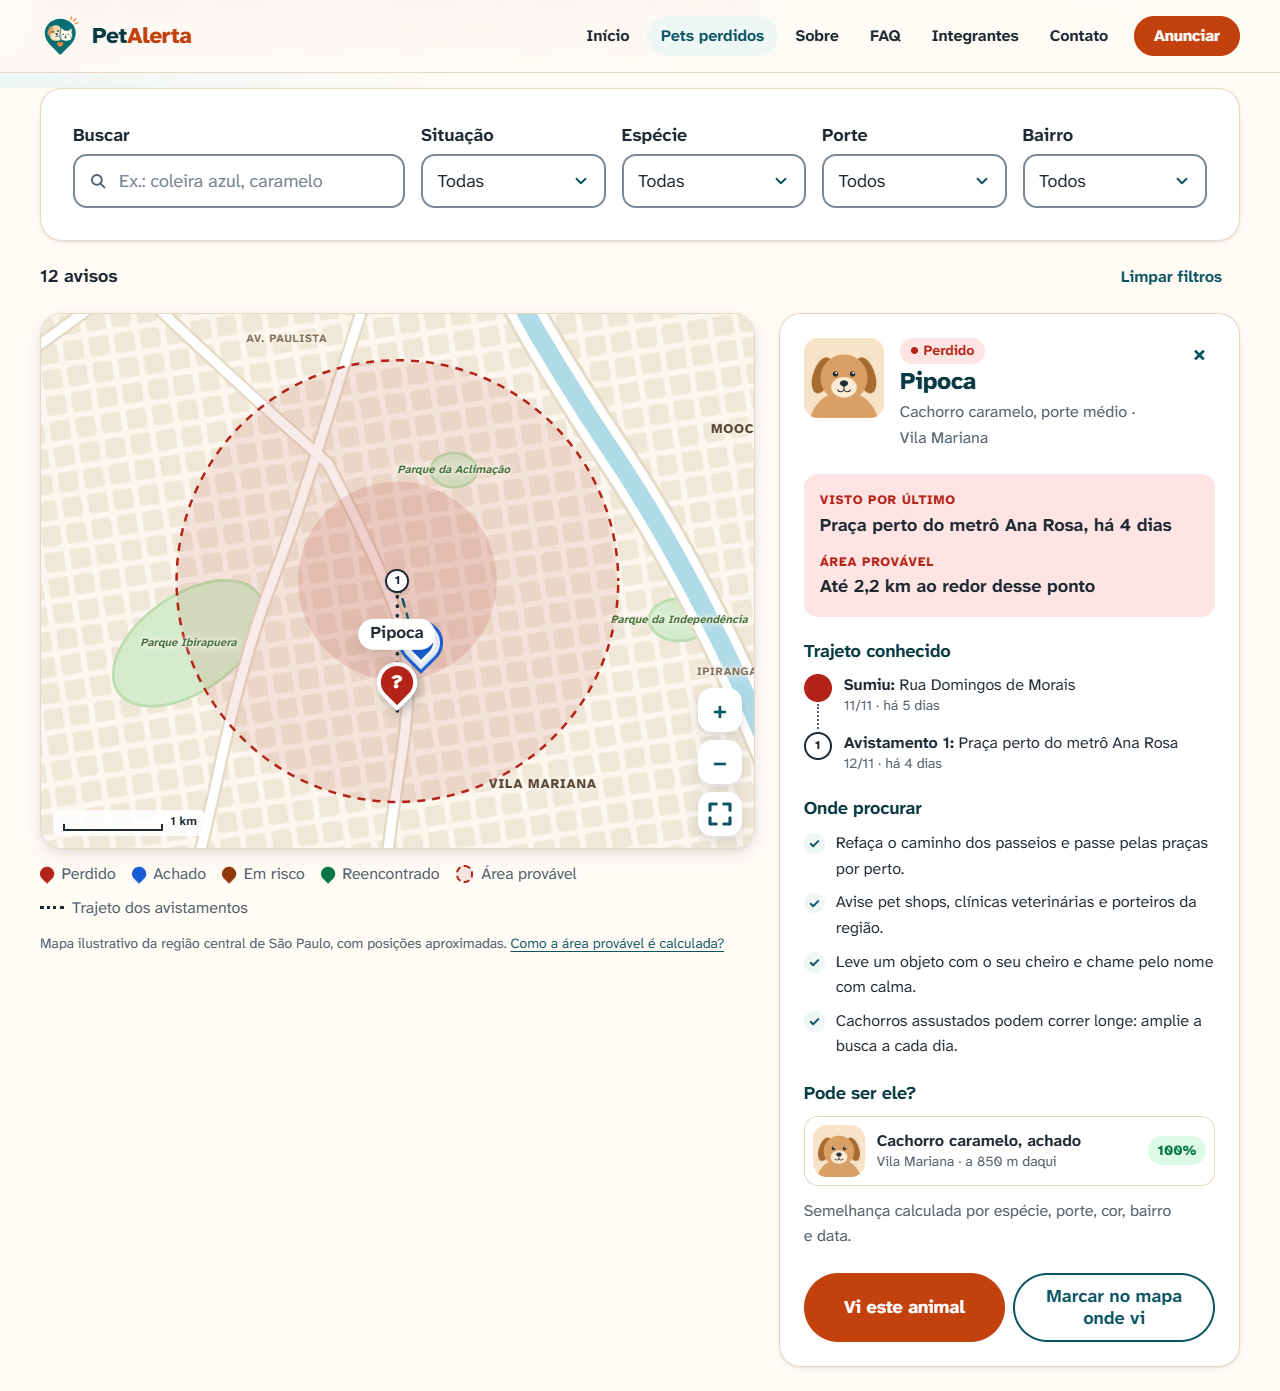 PetAlerta
Início
Pets perdidos
Sobre
FAQ
Integrantes
Contato
Anunciar
Buscar
Situação
Espécie
Porte
Bairro
Ex.: coleira azul, caramelo
Todas
Todas
Todos
Todos
12 avisos
Limpar filtros
AV. PAULISTA
MOOC
Parque da Aclimação
1
Parque da Independência
Pipoca
Parque Ibirapuera
IPIRANGA
?
+
−
VILA MARIANA
1 km
Perdido
Achado
Em risco
Reencontrado
Área provável
Trajeto dos avistamentos
Mapa ilustrativo da região central de São Paulo, com posições aproximadas. Como a área provável é calculada?
Perdido
×
Pipoca
Cachorro caramelo, porte médio ·
Vila Mariana
VISTO POR ÚLTIMO
Praça perto do metrô Ana Rosa, há 4 dias
ÁREA PROVÁVEL
Até 2,2 km ao redor desse ponto
Trajeto conhecido
Sumiu: Rua Domingos de Morais
11/11 · há 5 dias
1
Avistamento 1: Praça perto do metrô Ana Rosa
12/11 · há 4 dias
Onde procurar
Refaça o caminho dos passeios e passe pelas praças
por perto.
Avise pet shops, clínicas veterinárias e porteiros da
região.
Leve um objeto com o seu cheiro e chame pelo nome
com calma.
Cachorros assustados podem correr longe: amplie a
busca a cada dia.
Pode ser ele?
Cachorro caramelo, achado
Vila Mariana · a 850 m daqui
100%
Semelhança calculada por espécie, porte, cor, bairro
e data.
Vi este animal
Marcar no mapa
onde vi